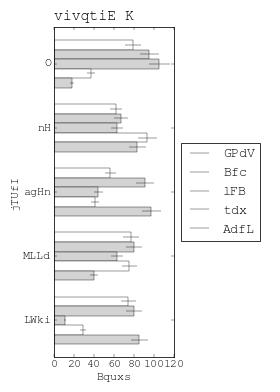 vivqtiE K
O
nH
agHn
MLLd
LWki
jTUfI
0 20 40 60 80 100 120
Bquxs
GPdV
Bfc
lFB
tdx
AdfL